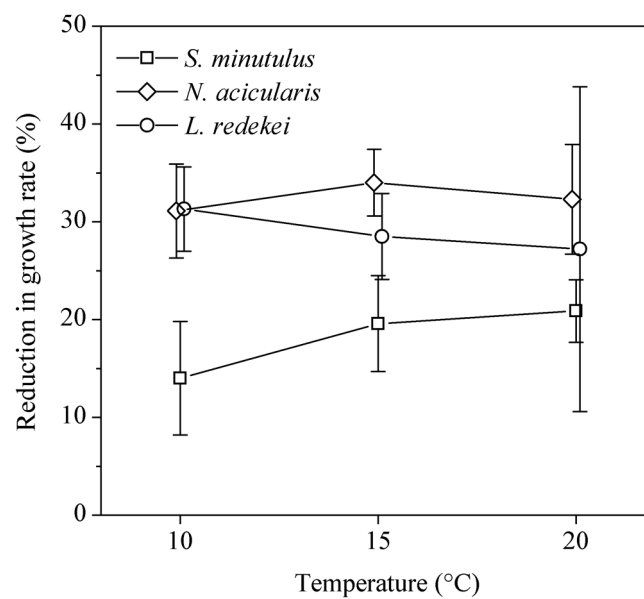 50
40
30
20
10
0
Reduction in growth rate (%)
S. minutulus
N. acicularis
L. redekei
10 15 20
Temperature (°C)